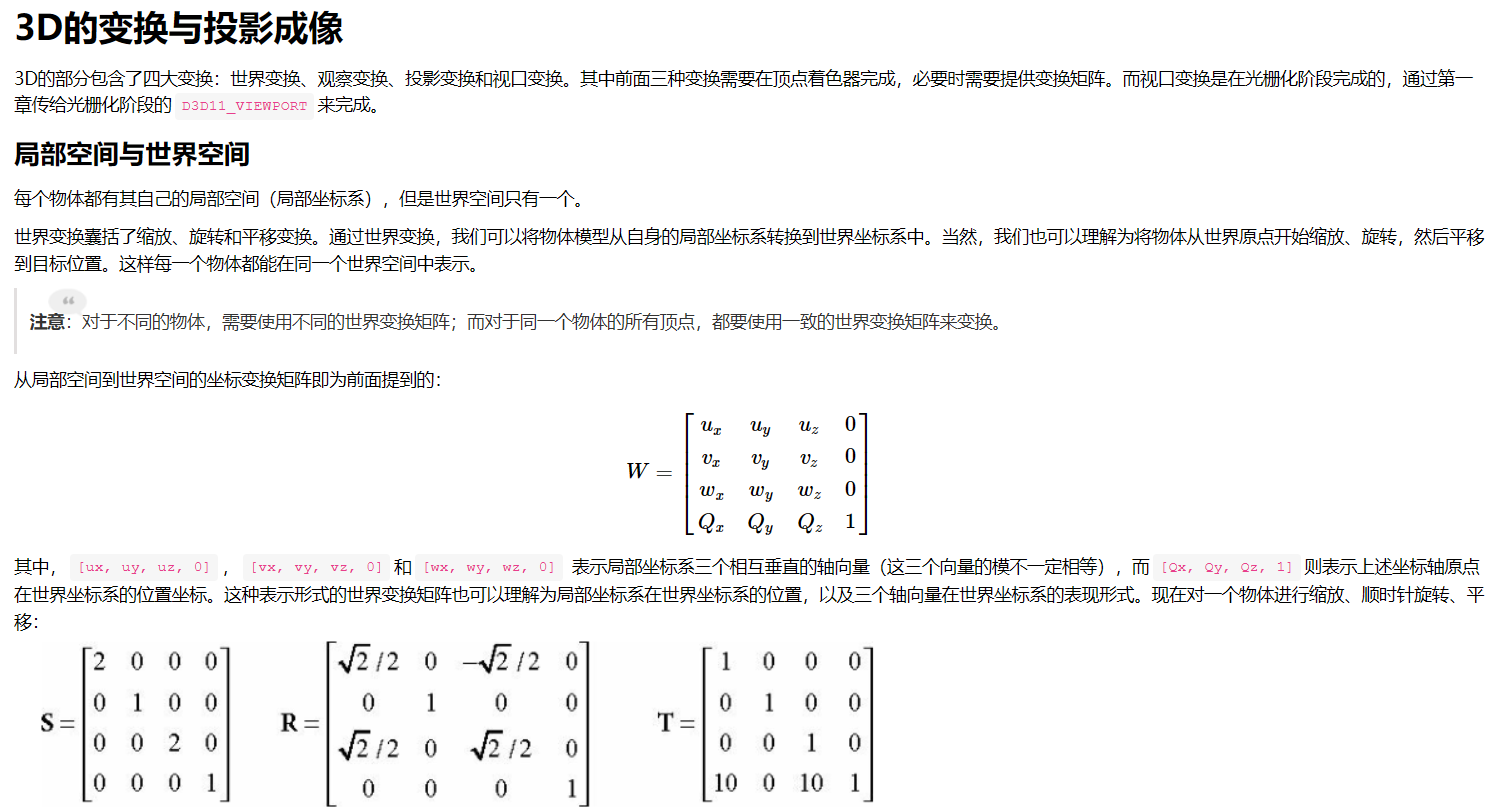 3D的变换与投影成像
3D的部分包含了四大变换：世界变换、观察变换、投影变换和视口变换。其中前面三种变换需要在顶点着色器完成，必要时需要提供变换矩阵。而视口变换是在光栅化阶段完成的，通过第一
章传给光栅化阶段的 D3D11_VIEWPORT 来完成。
局部空间与世界空间
每个物体都有其自己的局部空间（局部坐标系），但是世界空间只有一个。
世界变换囊括了缩放、旋转和平移变换。通过世界变换，我们可以将物体模型从自身的局部坐标系转换到世界坐标系中。当然，我们也可以理解为将物体从世界原点开始缩放、旋转，然后平移
到目标位置。这样每一个物体都能在同一个世界空间中表示。
“
注意：对于不同的物体，需要使用不同的世界变换矩阵；而对于同一个物体的所有顶点，都要使用一致的世界变换矩阵来变换。
从局部空间到世界空间的坐标变换矩阵即为前面提到的：
W = [
u_x u_y u_z 0
v_x v_y v_z 0
w_x w_y w_z 0
Q_x Q_y Q_z 1
]
其中， [ux, uy, uz, 0] ， [vx, vy, vz, 0] 和 [wx, wy, wz, 0] 表示局部坐标系三个相互垂直的轴向量（这三个向量的模不一定相等），而 [Qx, Qy, Qz, 1] 则表示上述坐标轴原点
在世界坐标系的位置坐标。这种表示形式的世界变换矩阵也可以理解为局部坐标系在世界坐标系的位置，以及三个轴向量在世界坐标系的表现形式。现在对一个物体进行缩放、顺时针旋转、平
移：
S = [
2 0 0 0
0 1 0 0
0 0 2 0
0 0 0 1
]
R = [
√2/2 0 −√2/2 0
0 1 0 0
√2/2 0 √2/2 0
0 0 0 1
]
T = [
1 0 0 0
0 1 0 0
0 0 1 0
10 0 10 1
]